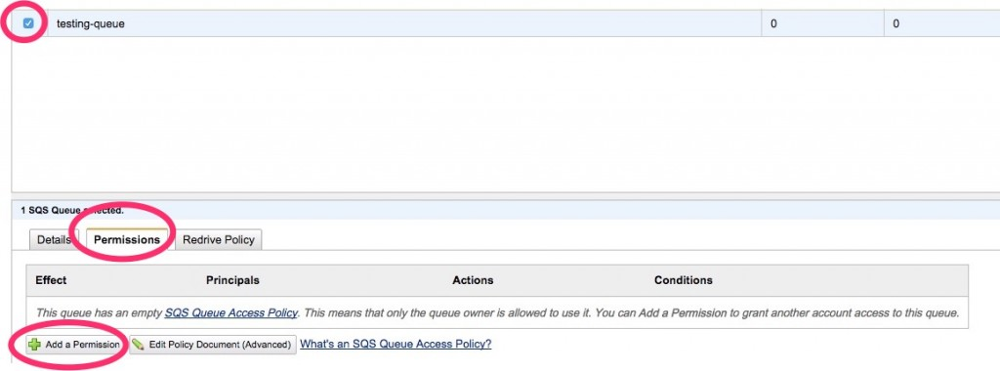 testing-queue 0 0
1 SQS Queue selected.
Details Permissions Redrive Policy
Effect Principals Actions Conditions
This queue has an empty SQS Queue Access Policy. This means that only the queue owner is allowed to use it. You can Add a Permission to grant another account access to this queue.
Add a Permission Edit Policy Document (Advanced) What's an SQS Queue Access Policy?